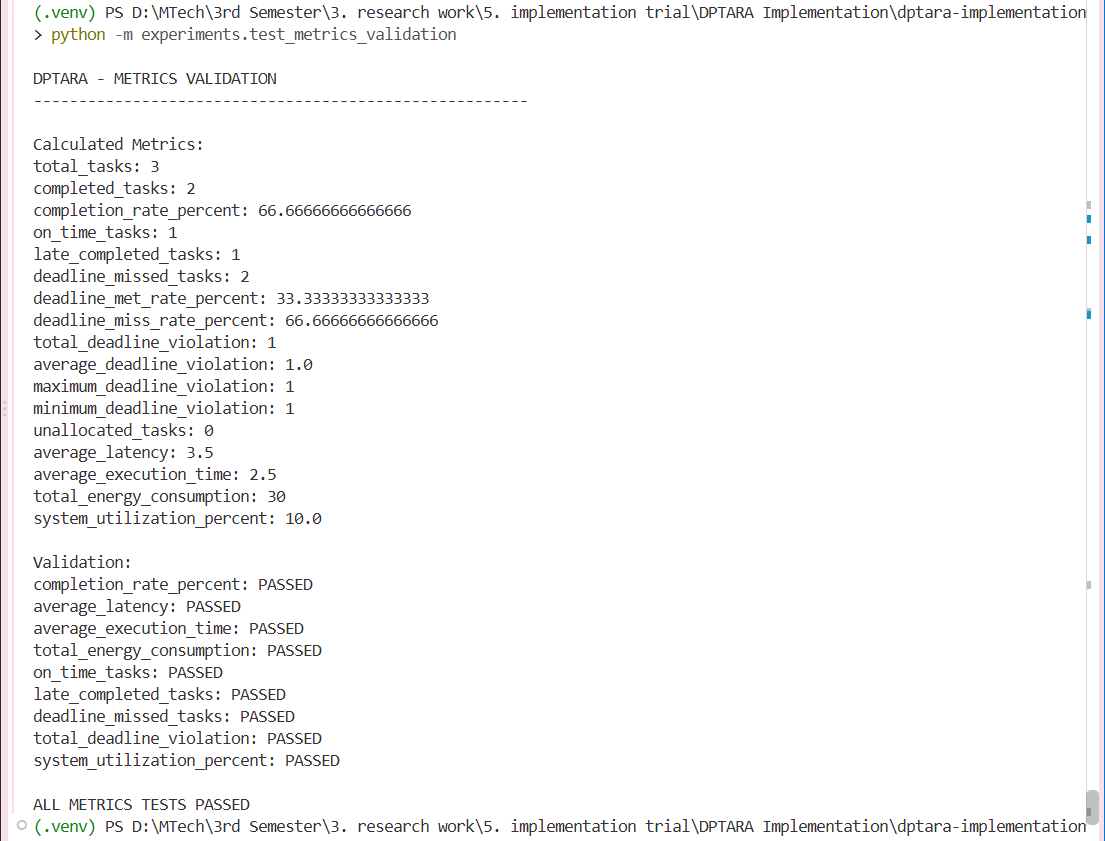 (.venv) PS D:\MTech\3rd Semester\3. research work\5. implementation trial\DPTARA Implementation\dptara-implementation
> python -m experiments.test_metrics_validation
DPTARA - METRICS VALIDATION
-------------------------------------------------------
Calculated Metrics:
total_tasks: 3
completed_tasks: 2
completion_rate_percent: 66.66666666666666
on_time_tasks: 1
late_completed_tasks: 1
deadline_missed_tasks: 2
deadline_met_rate_percent: 33.33333333333333
deadline_miss_rate_percent: 66.66666666666666
total_deadline_violation: 1
average_deadline_violation: 1.0
maximum_deadline_violation: 1
minimum_deadline_violation: 1
unallocated_tasks: 0
average_latency: 3.5
average_execution_time: 2.5
total_energy_consumption: 30
system_utilization_percent: 10.0
Validation:
completion_rate_percent: PASSED
average_latency: PASSED
average_execution_time: PASSED
total_energy_consumption: PASSED
on_time_tasks: PASSED
late_completed_tasks: PASSED
deadline_missed_tasks: PASSED
total_deadline_violation: PASSED
system_utilization_percent: PASSED
ALL METRICS TESTS PASSED
(.venv) PS D:\MTech\3rd Semester\3. research work\5. implementation trial\DPTARA Implementation\dptara-implementation